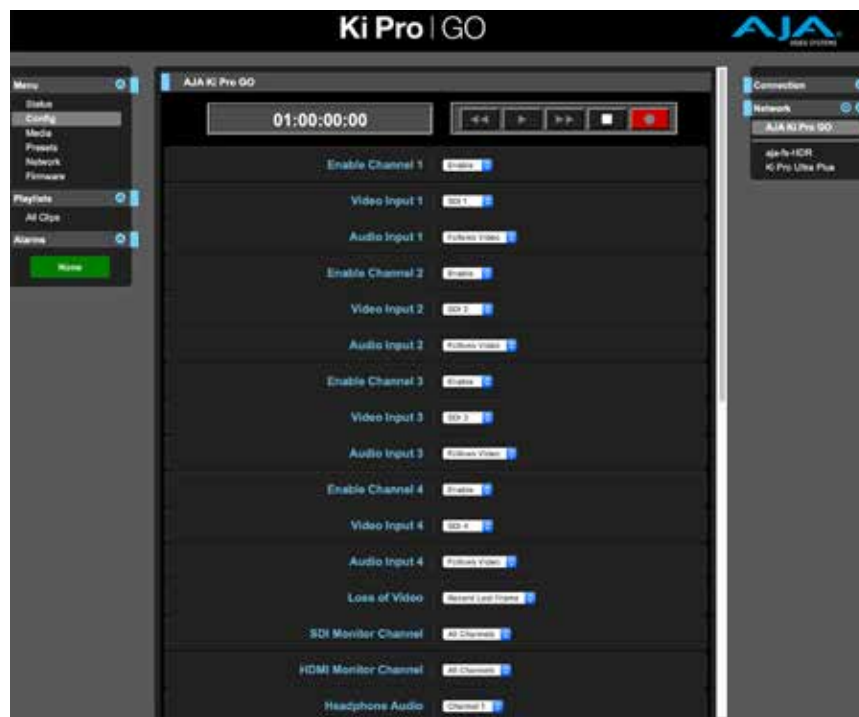 Ki Pro | GO
AJA
VIDEO SYSTEMS
Menu
Status
Config
Media
Presets
Network
Firmware
Playlists
All Clips
Alarms
None
AJA Ki Pro GO
01:00:00:00
Enable Channel 1 Enable
Video Input 1 SDI 1
Audio Input 1 Follows Video
Enable Channel 2 Enable
Video Input 2 SDI 2
Audio Input 2 Follows Video
Enable Channel 3 Enable
Video Input 3 SDI 3
Audio Input 3 Follows Video
Enable Channel 4 Enable
Video Input 4 SDI 4
Audio Input 4 Follows Video
Loss of Video Record Last Frame
SDI Monitor Channel All Channels
HDMI Monitor Channel All Channels
Headphone Audio Channel 1
Connection
Network
AJA Ki Pro GO
aja-fs-HDR
Ki Pro Ultra Plus